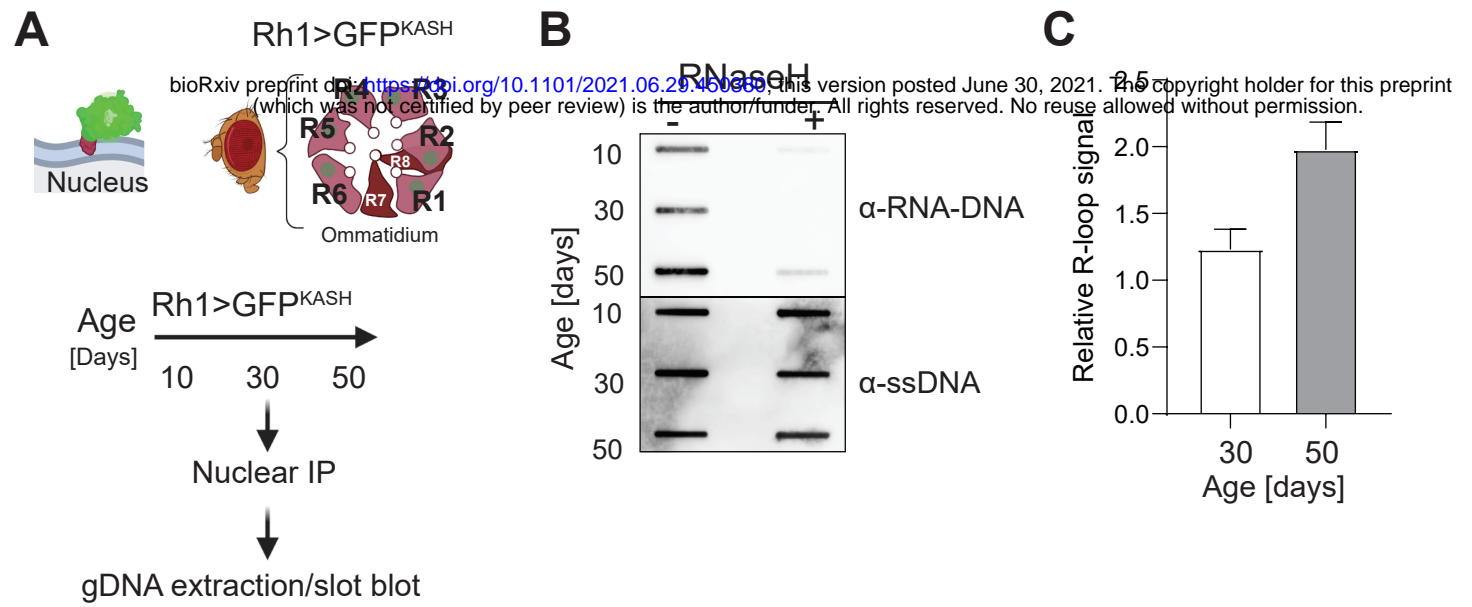 A
Rh1>GFPKASH
B
C
bioRxiv preprint doi: https://doi.org/10.1101/2021.06.29.450380; this version posted June 30, 2021. The copyright holder for this preprint
(which was not certified by peer review) is the author/funder. All rights reserved. No reuse allowed without permission.
Nucleus
R4 R3
R5 R2
R8
R6 R7 R1
Ommatidium
Rh1>GFPKASH
Age
[Days]
10 30 50
Nuclear IP
gDNA extraction/slot blot
RNaseH
- +
Age [days]
10
30
50
10
30
50
α-RNA-DNA
α-ssDNA
Relative R-loop signal
2.5
2.0
1.5
1.0
0.5
0.0
30 50
Age [days]